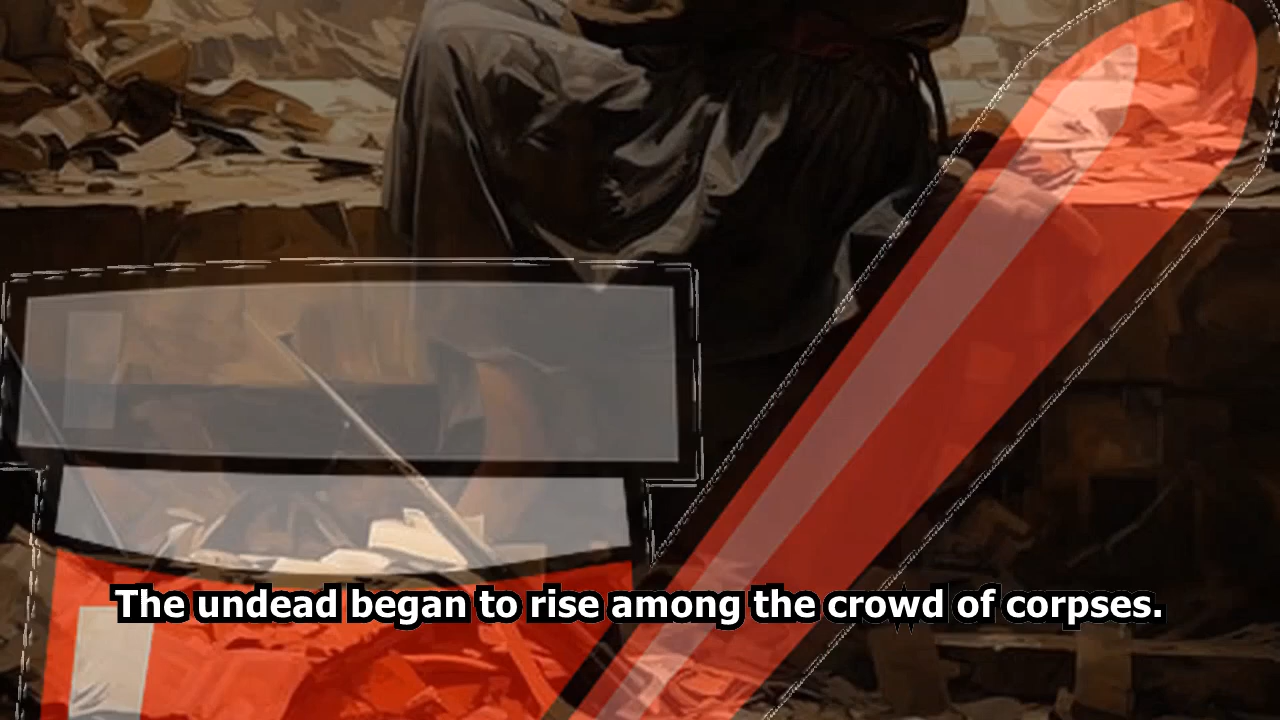 The undead began to rise among the crowd of corpses.